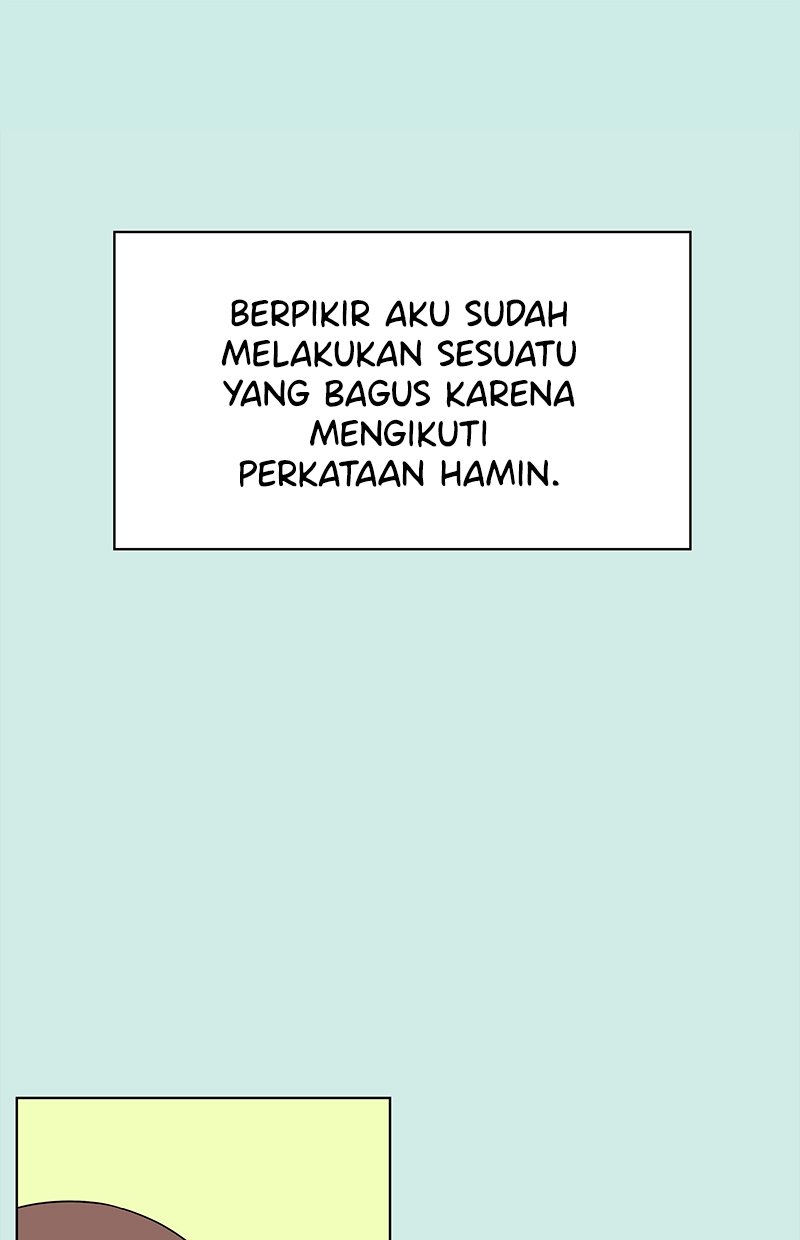 BERPIKIR AKU SUDAH
MELAKUKAN SESUATU
YANG BAGUS KARENA
MENGIKUTI
PERKATAAN HAMIN.